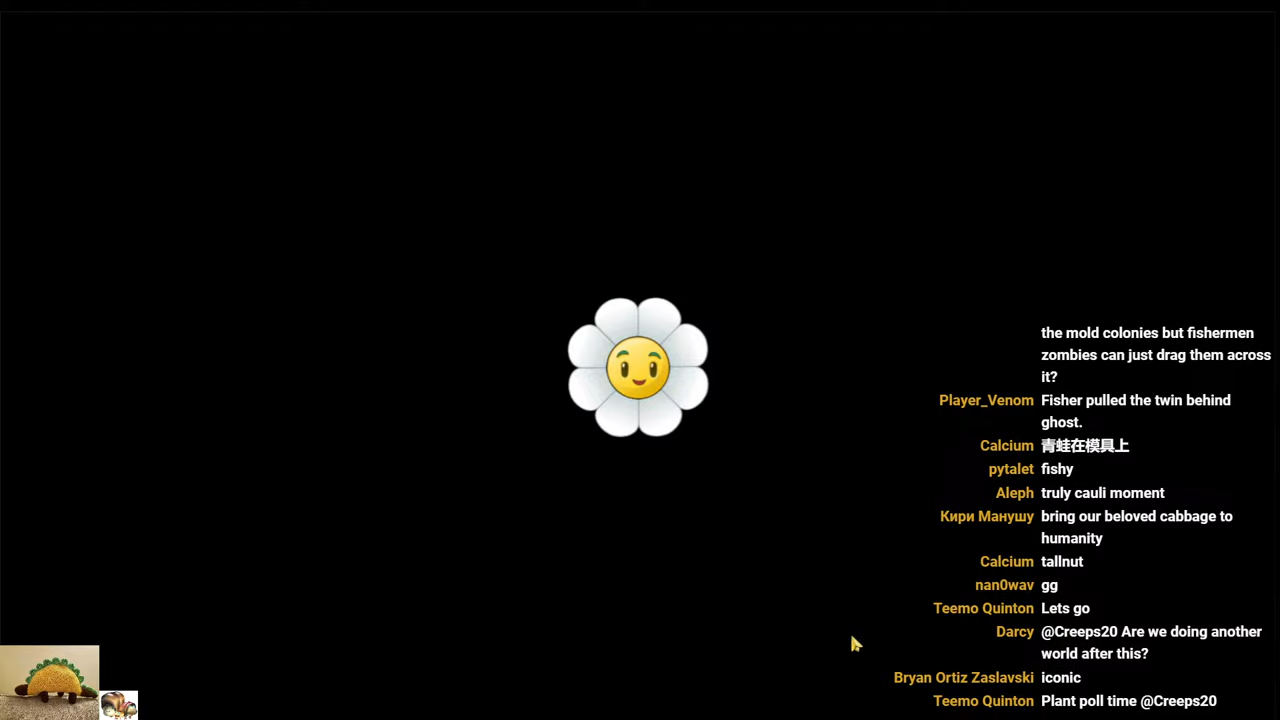 the mold colonies but fishermen
zombies can just drag them across
it?
Player_Venom Fisher pulled the twin behind
ghost.
Calcium 青蛙在模具上
pytalet fishy
Aleph truly cauli moment
Кири Манушу bring our beloved cabbage to
humanity
Calcium tallnut
nan0wav gg
Teemo Quinton Lets go
Darcy @Creeps20 Are we doing another
world after this?
Bryan Ortiz Zaslavski iconic
Teemo Quinton Plant poll time @Creeps20